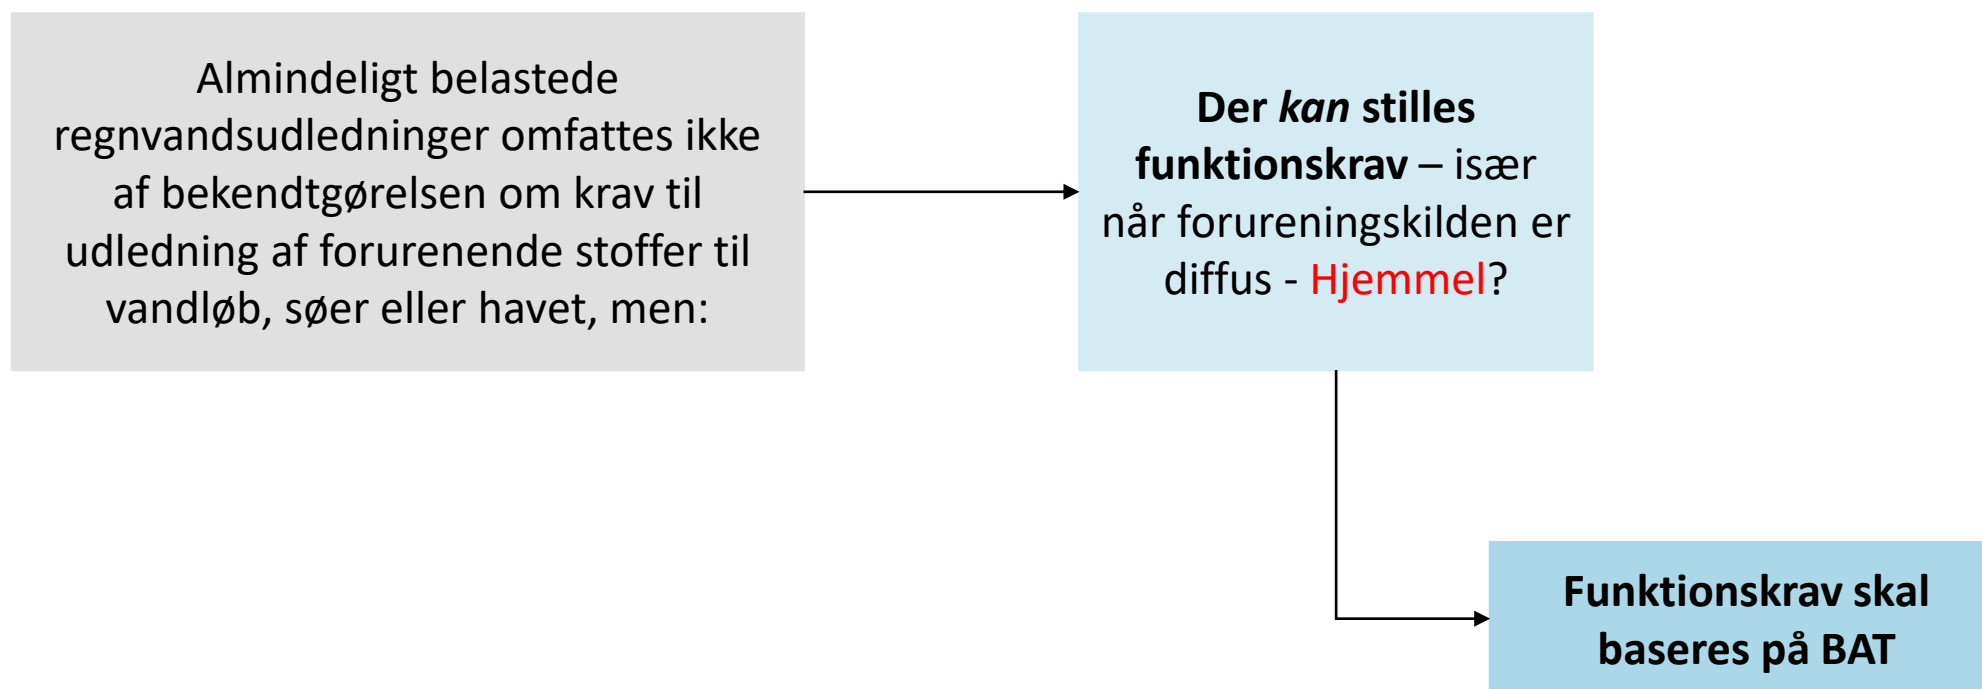 Almindeligt belastede
regnvandsudledninger omfattes ikke
af bekendtgørelsen om krav til
udledning af forurenende stoffer til
vandløb, søer eller havet, men:
Der kan stilles
funktionskrav – især
når forureningskilden er
diffus - Hjemmel?
Funktionskrav skal
baseres på BAT